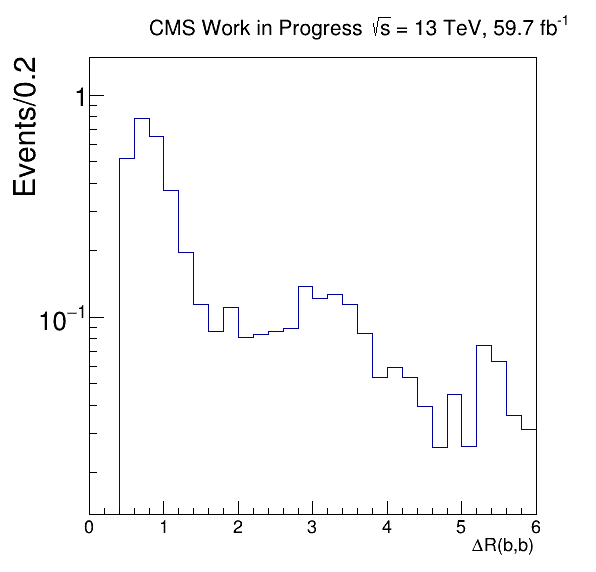 CMS Work in Progress √s = 13 TeV, 59.7 fb⁻¹
Events/0.2
1
10⁻¹
0 1 2 3 4 5 6
ΔR(b,b)